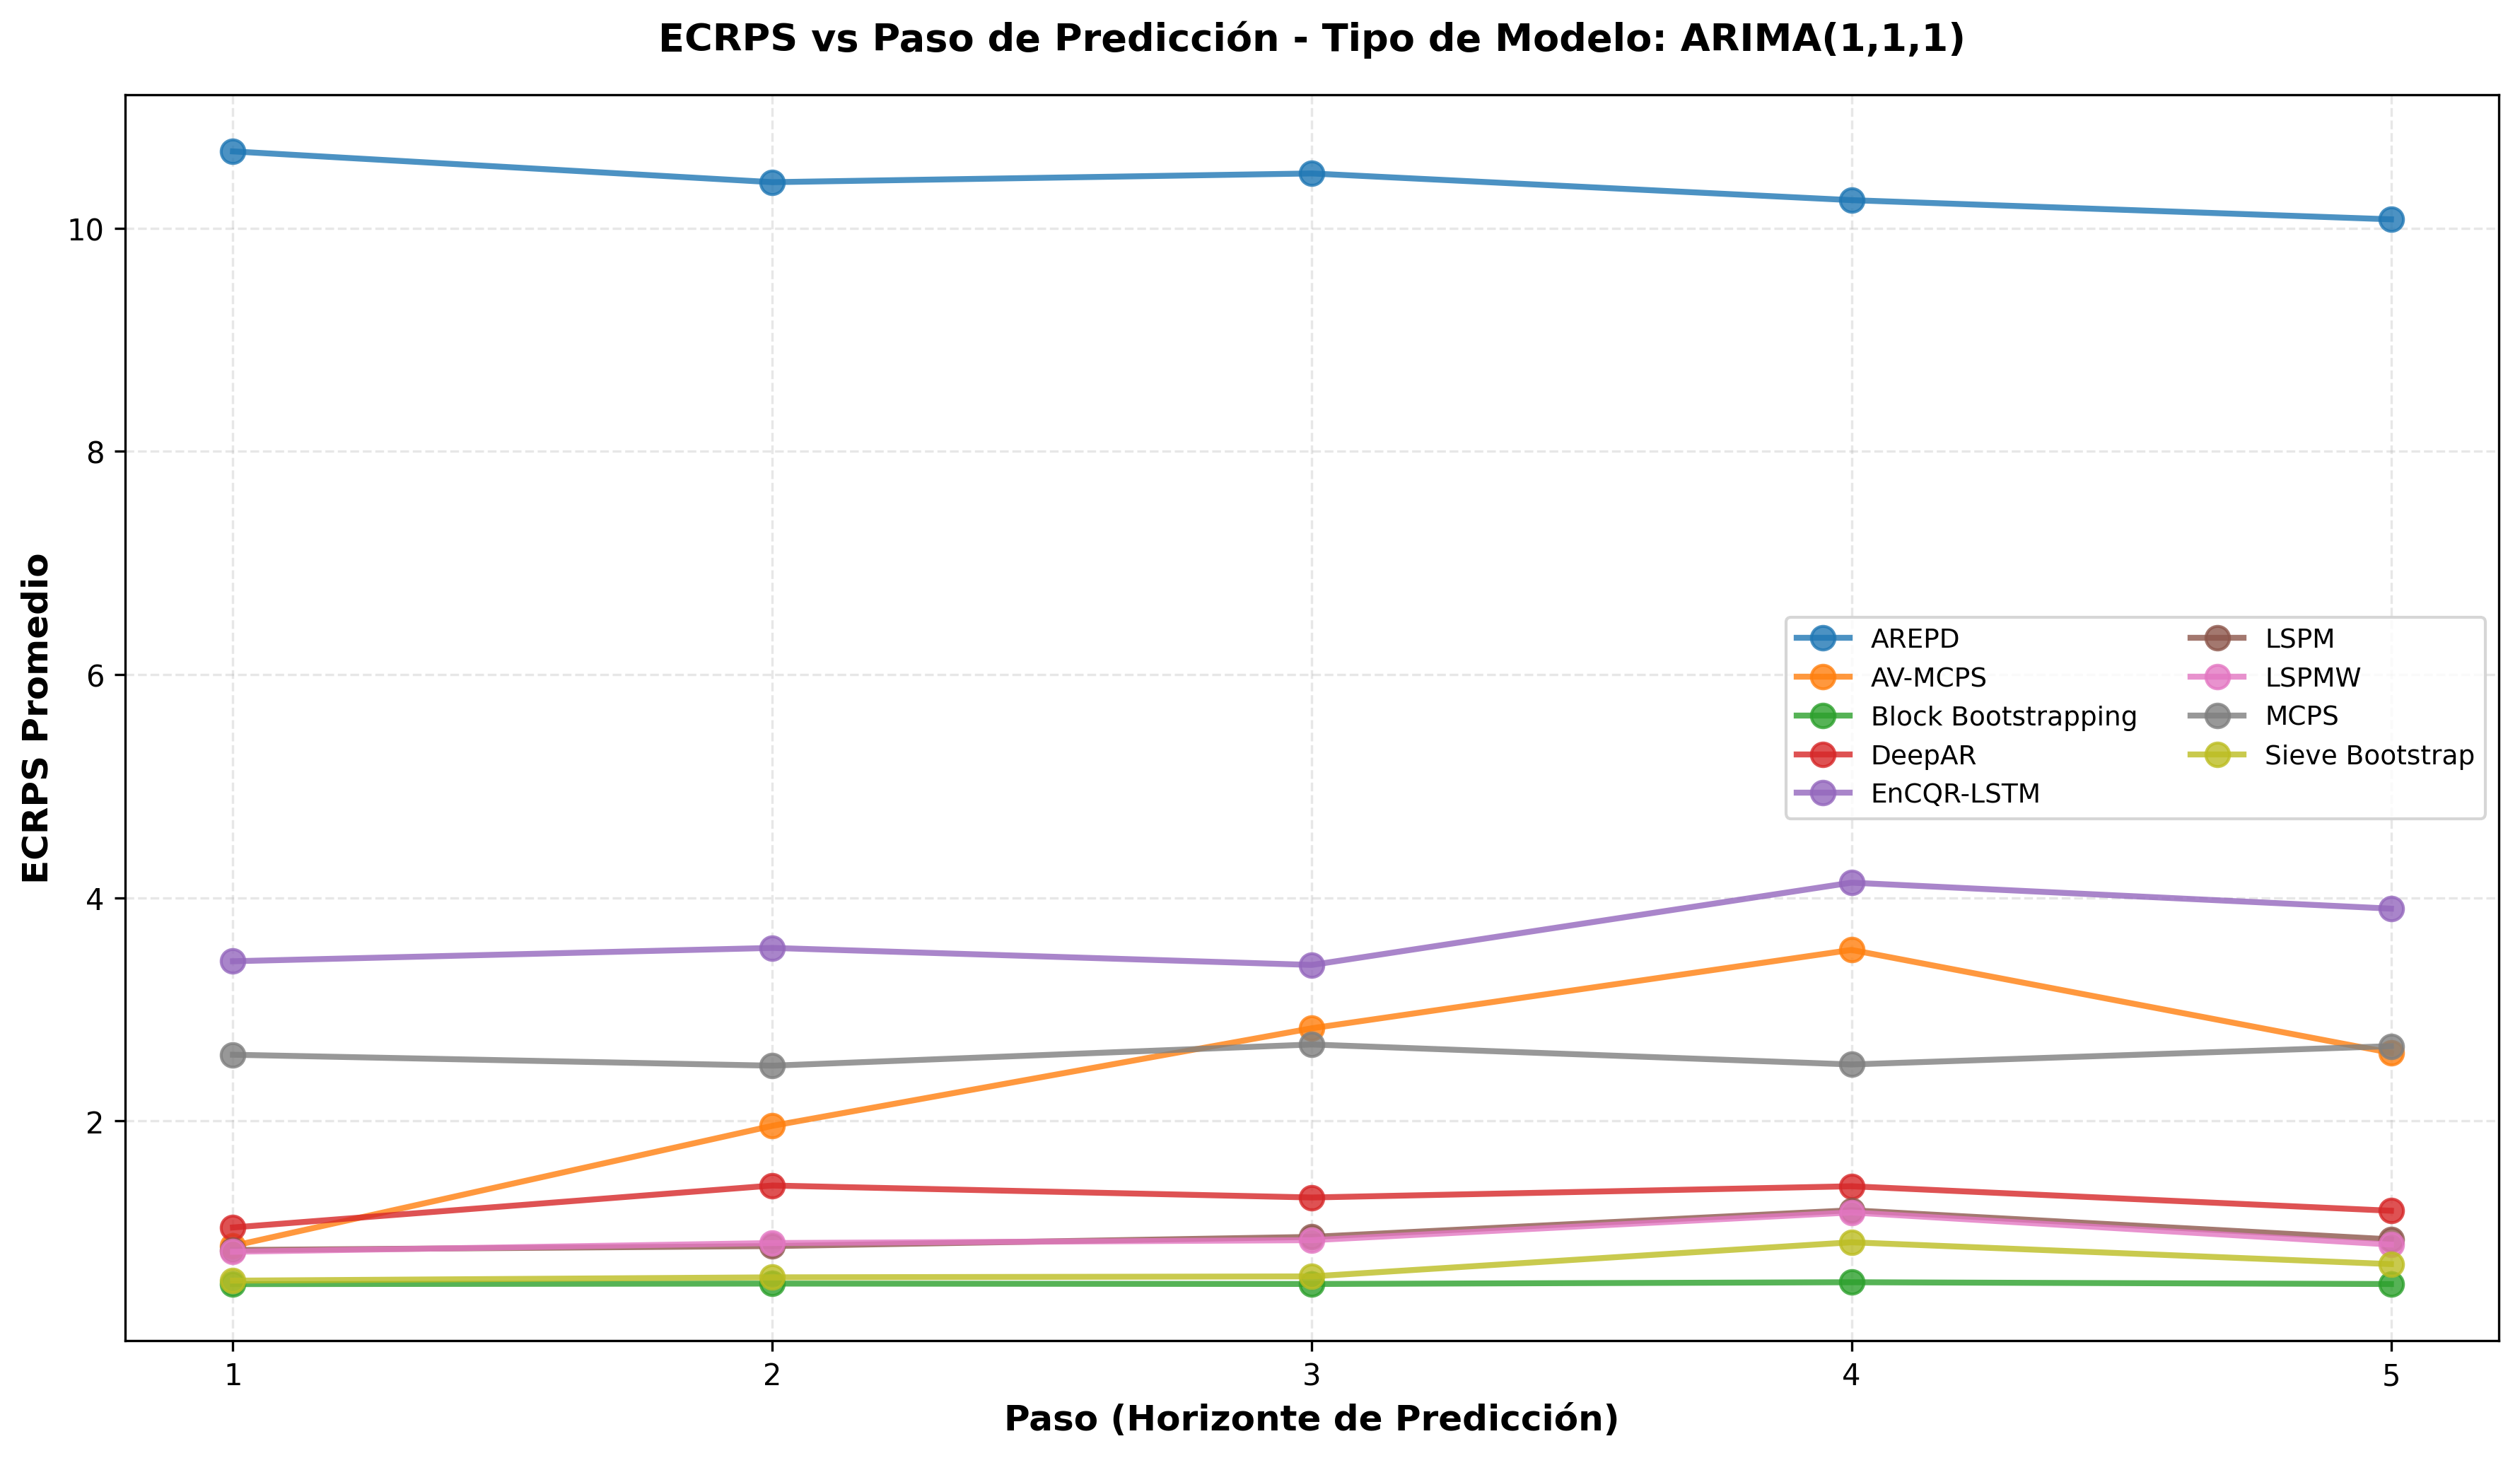 ECRPS vs Paso de Predicción - Tipo de Modelo: ARIMA(1,1,1)
ECRPS Promedio
10
8
6
4
2
AREPD
AV-MCPS
Block Bootstrapping
DeepAR
EnCQR-LSTM
LSPM
LSPMW
MCPS
Sieve Bootstrap
1 2 3 4 5
Paso (Horizonte de Predicción)